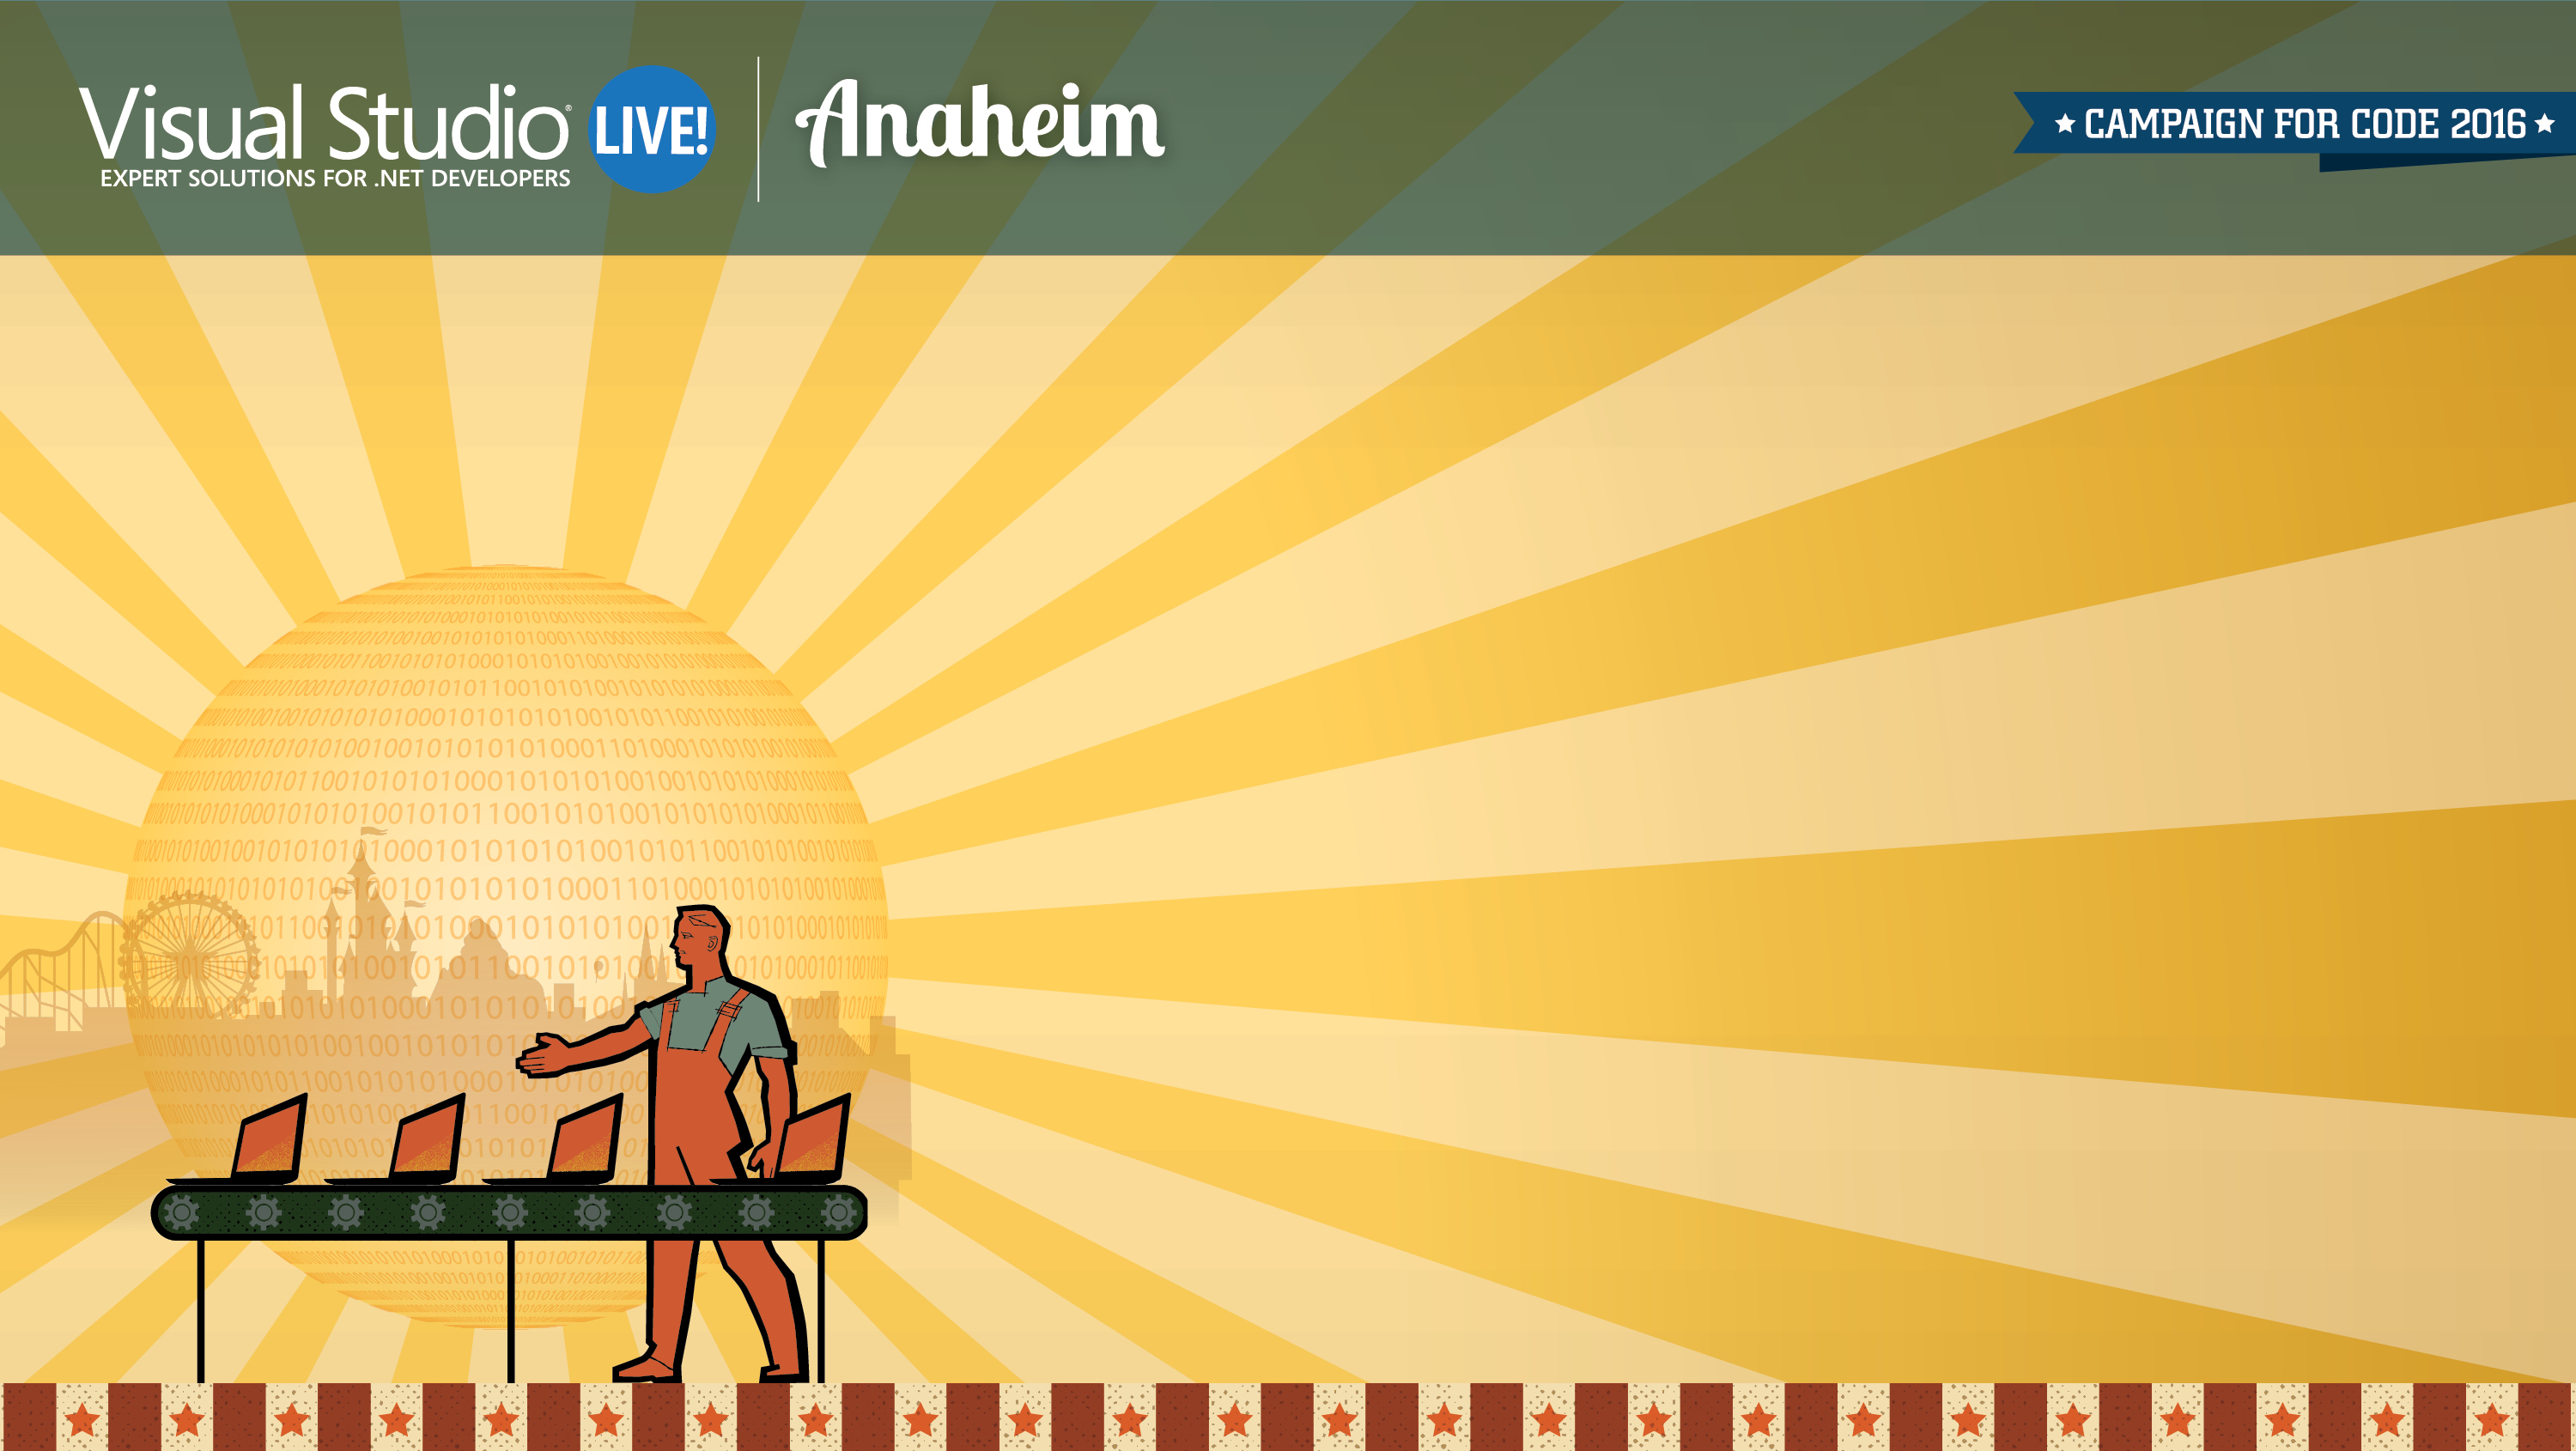 Visual Studio® LIVE!
EXPERT SOLUTIONS FOR .NET DEVELOPERS
Anaheim
★ CAMPAIGN FOR CODE 2016 ★